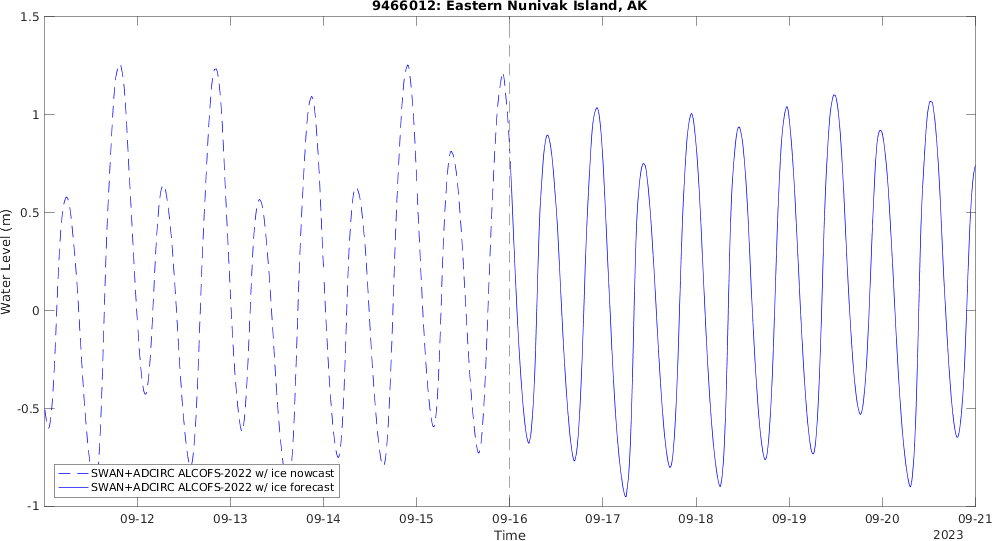 9466012: Eastern Nunivak Island, AK
1.5
1
0.5
0
-0.5
-1
Water Level (m)
SWAN+ADCIRC ALCOFS-2022 w/ ice nowcast
SWAN+ADCIRC ALCOFS-2022 w/ ice forecast
09-12 09-13 09-14 09-15 09-16 09-17 09-18 09-19 09-20 09-21
Time
2023